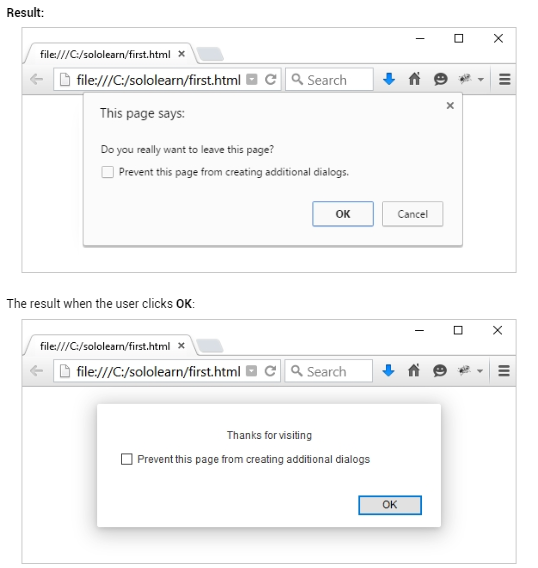 Result:
file:///C:/sololearn/first.html ×
file:///C:/sololearn/first.html Search
This page says: ×
Do you really want to leave this page?
Prevent this page from creating additional dialogs.
OK Cancel
The result when the user clicks OK:
file:///C:/sololearn/first.html ×
file:///C:/sololearn/first.html Search
Thanks for visiting
Prevent this page from creating additional dialogs
OK